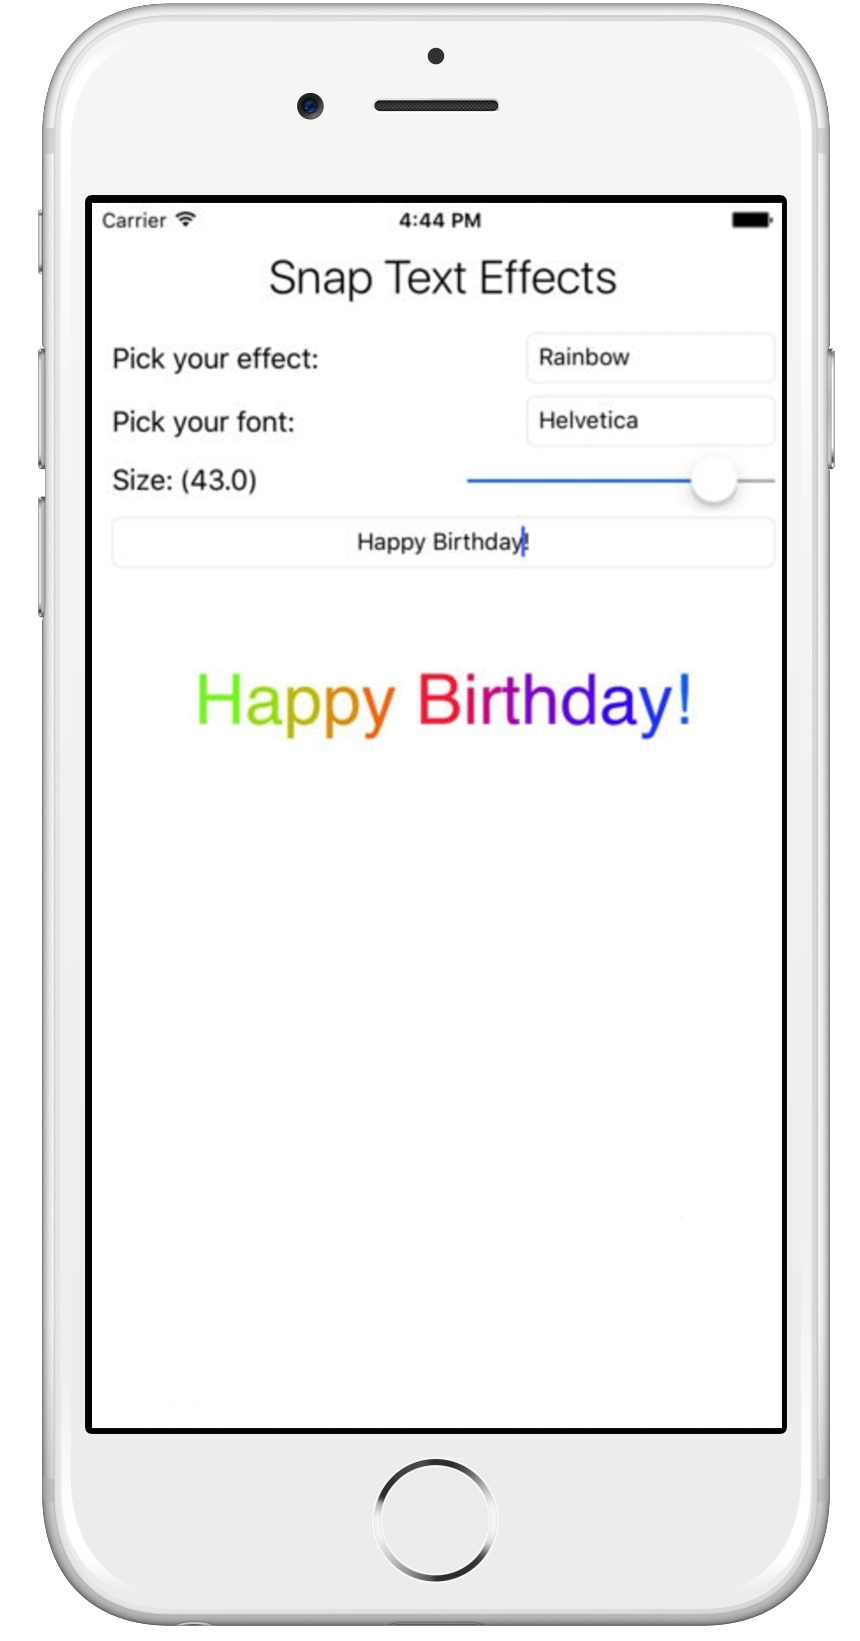 Carrier 4:44 PM
Snap Text Effects
Pick your effect: Rainbow
Pick your font: Helvetica
Size: (43.0)
Happy Birthday!
Happy Birthday!